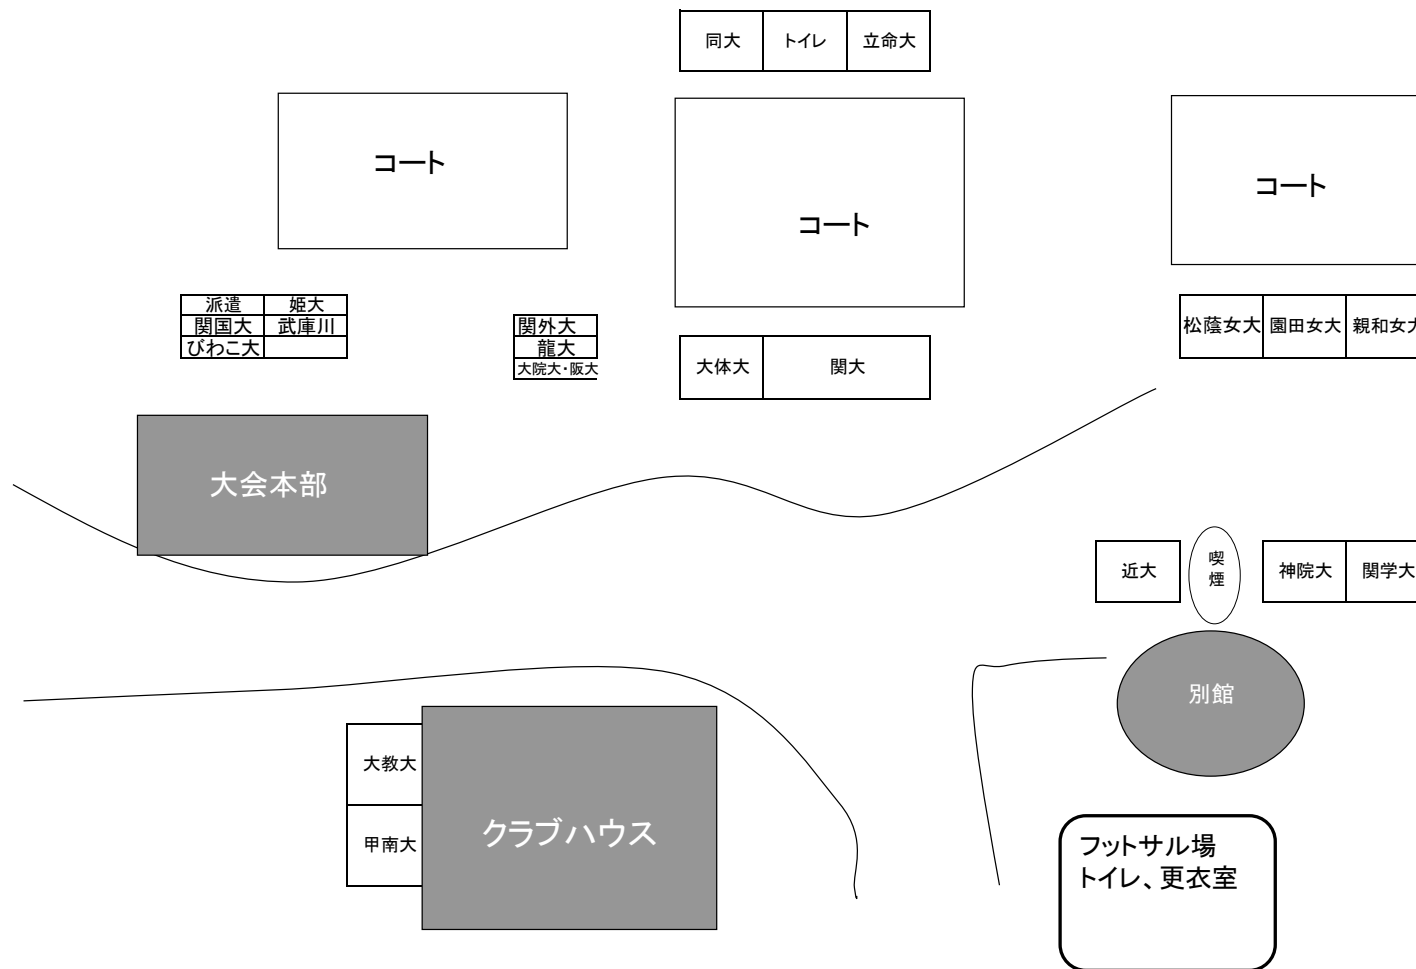 同大 トイレ 立命大
コート
コート
コート
派遣 姫大
関国大 武庫川
びわこ大
関外大
龍大
大院大・阪大
大体大 関大
松蔭女大 園田女大 親和女大
大会本部
近大
喫
煙
神院大 関学大
別館
大教大
甲南大
クラブハウス
フットサル場
トイレ、更衣室